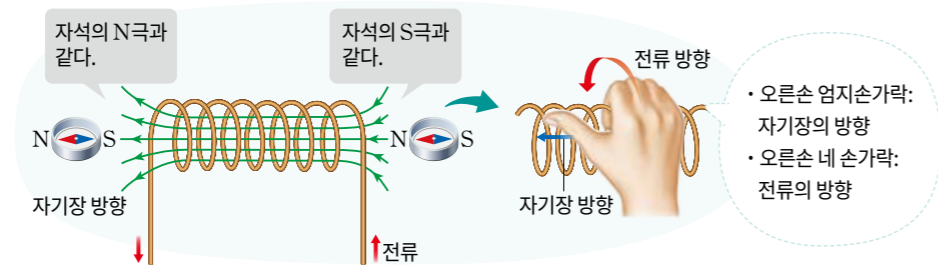 자석의 N극과
같다.
자석의 S극과
같다.
N
S
N
S
자기장 방향
전류
전류 방향
자기장 방향
· 오른손 엄지손가락:
자기장의 방향
· 오른손 네 손가락:
전류의 방향